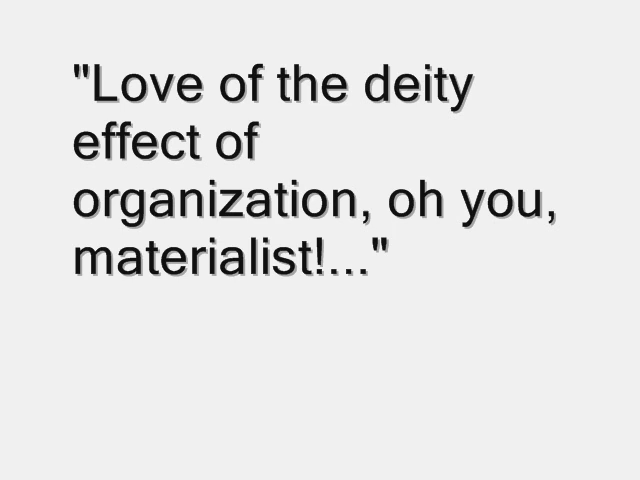 "Love of the deity
effect of
organization, oh you,
materialist!..."